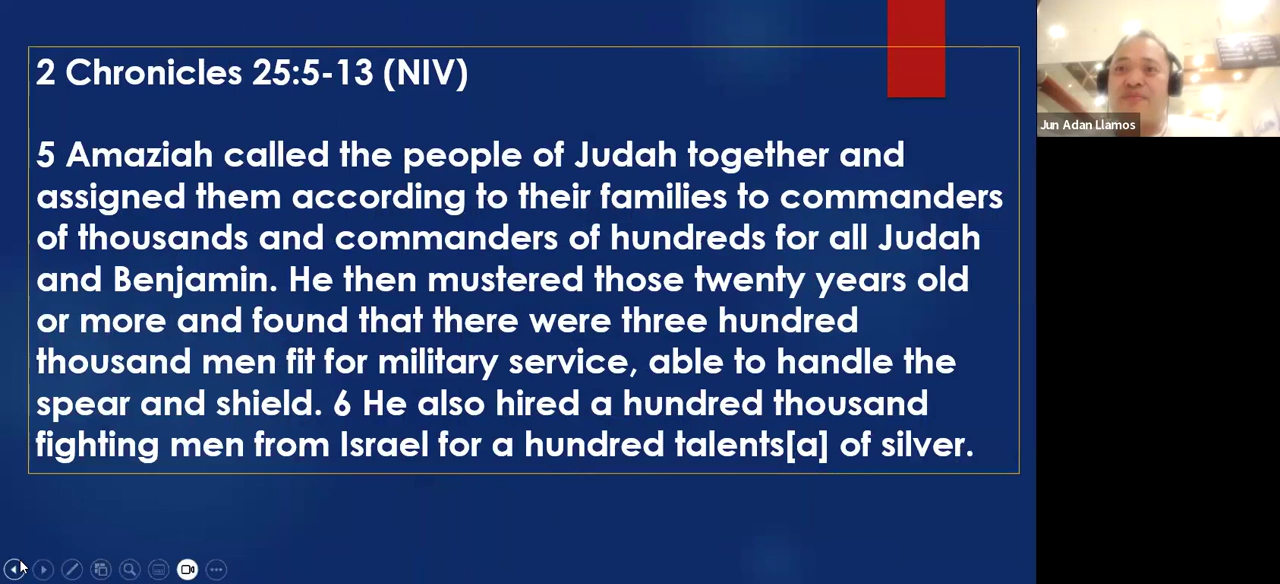 2 Chronicles 25:5-13 (NIV)
5 Amaziah called the people of Judah together and
assigned them according to their families to commanders
of thousands and commanders of hundreds for all Judah
and Benjamin. He then mustered those twenty years old
or more and found that there were three hundred
thousand men fit for military service, able to handle the
spear and shield. 6 He also hired a hundred thousand
fighting men from Israel for a hundred talents[a] of silver.
Jun Adan Llamos